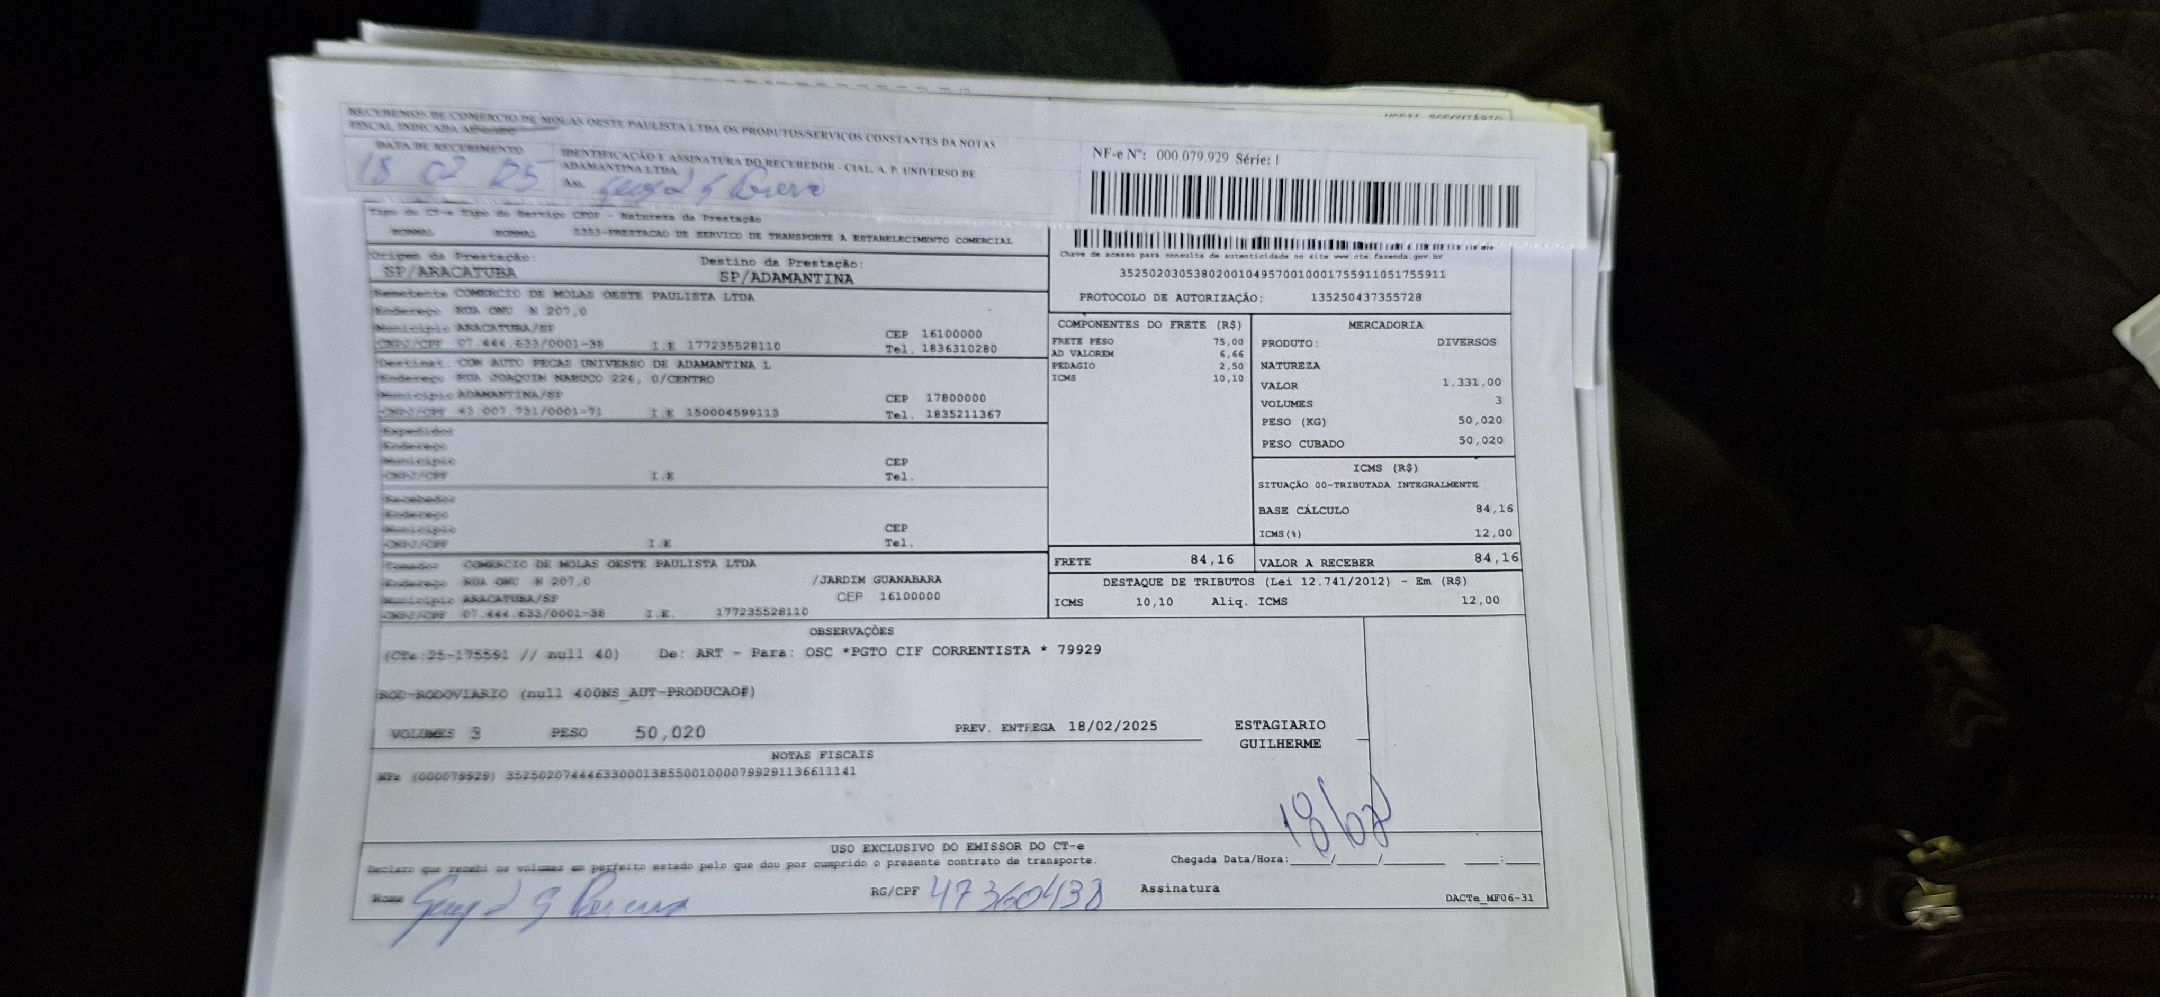 RECEBEMOS DE COMERCIO DE MOLAS OESTE PAULISTA LTDA OS PRODUTOS/SERVIÇOS CONSTANTES DA NOTAS
FISCAL INDICADA
DATA DE RECEBIMENTO
18 02 25
IDENTIFICAÇÃO E ASSINATURA DO RECEBEDOR - CIAL. A. P. UNIVERSO DE
ADAMANTINA LTDA.
Ass.
NF-e Nº: 000.079.929 Série: 1
Tipo do CT-e Tipo do Serviço CFOP - Natureza da Prestação
NORMAL NORMAL 5353-PRESTACAO DE SERVICO DE TRANSPORTE A ESTABELECIMENTO COMERCIAL
Origem da Prestação:
SP/ARACATUBA
Destino da Prestação:
SP/ADAMANTINA
Chave de acesso para consulta de autenticidade no site www.cte.fazenda.gov.br
35250203053802001049570010001755911051755911
PROTOCOLO DE AUTORIZAÇÃO: 135250437355728
Remetente COMERCIO DE MOLAS OESTE PAULISTA LTDA
Endereço RUA ONU N 207,0
Município ARACATUBA/SP CEP 16100000
CNPJ/CPF 07.444.633/0001-38 I.E 177235528110 Tel. 1836310280
Destinat. COM AUTO PECAS UNIVERSO DE ADAMANTINA L
Endereço RUA JOAQUIN NABUCO 226, 0/CENTRO
Município ADAMANTINA/SP CEP 17800000
CNPJ/CPF 43.007.731/0001-71 I.E 150004599113 Tel. 1835211367
Expedidor
Endereço
Município CEP
CNPJ/CPF I.E Tel.
Recebedor
Endereço
Município CEP
CNPJ/CPF I.E Tel.
Tomador COMERCIO DE MOLAS OESTE PAULISTA LTDA
Endereço RUA ONU N 207,0 /JARDIM GUANABARA
Município ARACATUBA/SP CEP 16100000
CNPJ/CPF 07.444.633/0001-38 I.E. 177235528110
COMPONENTES DO FRETE (R$)
FRETE PESO 75,00
AD VALOREM 6,66
PEDAGIO 2,50
ICMS 10,10
MERCADORIA
PRODUTO: DIVERSOS
NATUREZA
VALOR 1.331,00
VOLUMES 3
PESO (KG) 50,020
PESO CUBADO 50,020
ICMS (R$)
SITUAÇÃO 00-TRIBUTADA INTEGRALMENTE
BASE CÁLCULO 84,16
ICMS(%) 12,00
FRETE 84,16
VALOR A RECEBER 84,16
DESTAQUE DE TRIBUTOS (Lei 12.741/2012) - Em (R$)
ICMS 10,10 Aliq. ICMS 12,00
OBSERVAÇÕES
(CTe:25-175591 // null 40) De: ART - Para: OSC *PGTO CIF CORRENTISTA * 79929
ROD-RODOVIARIO (null 400NS_AUT-PRODUCAO#)
VOLUMES 3 PESO 50,020 PREV. ENTREGA 18/02/2025
ESTAGIARIO
GUILHERME
NOTAS FISCAIS
NFe (000079929) 35250207444633000138550010000799291136611141
18/02
USO EXCLUSIVO DO EMISSOR DO CT-e
Declaro que recebi os volumes em perfeito estado pelo que dou por cumprido o presente contrato de transporte.
Chegada Data/Hora:____/____/______ ____:____
Nome
RG/CPF 47360438
Assinatura
DACTe_MF06-31